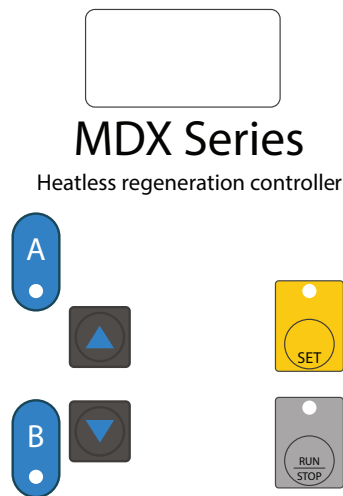 MDX Series
Heatless regeneration controller
A
SET
B
RUN
STOP